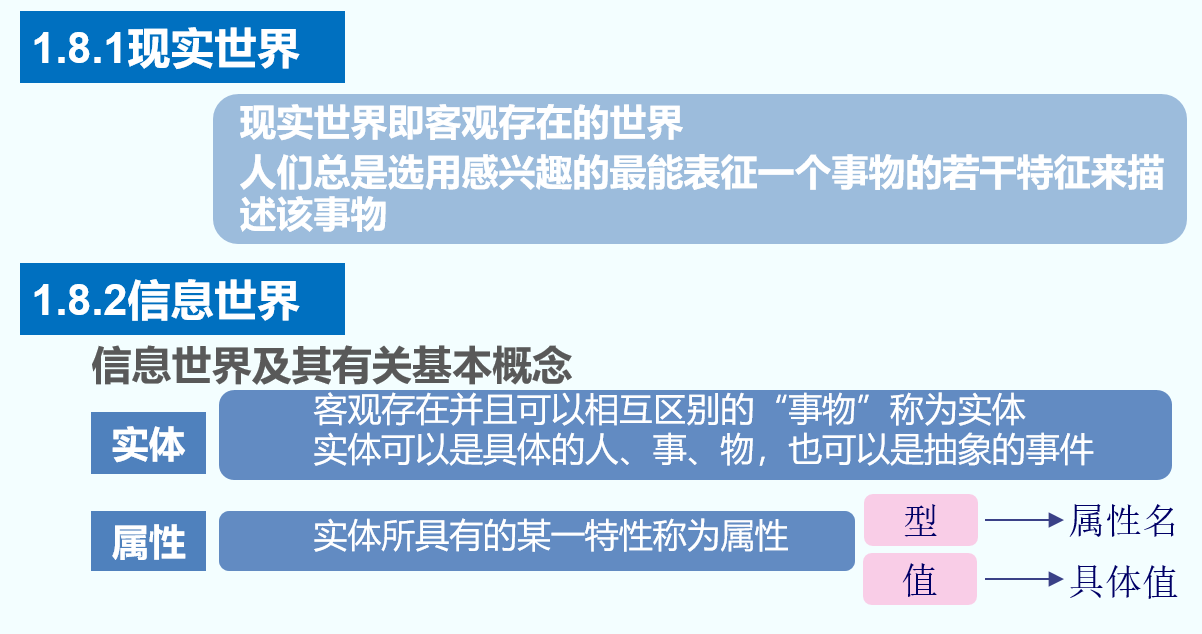 1.8.1现实世界
现实世界即客观存在的世界
人们总是选用感兴趣的最能表征一个事物的若干特征来描
述该事物
1.8.2信息世界
信息世界及其有关基本概念
实体
客观存在并且可以相互区别的“事物”称为实体
实体可以是具体的人、事、物，也可以是抽象的事件
属性
实体所具有的某一特性称为属性
型
属性名
值
具体值